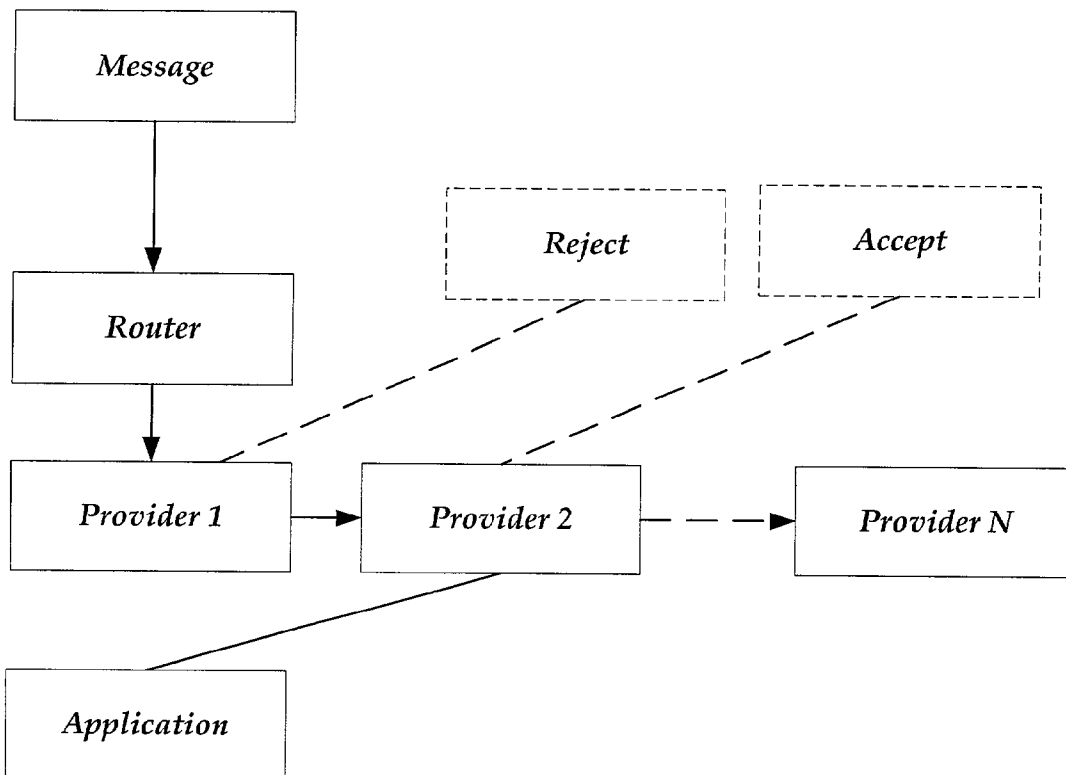 Message
Reject
Accept
Router
Provider 1
Provider 2
Provider N
Application